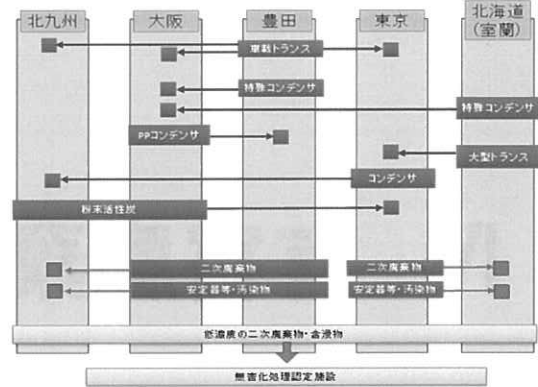 北九州
大阪
豊田
東京
北海道
(室蘭)
車載トランス
特殊コンデンサ
特殊コンデンサ
PPコンデンサ
大型トランス
コンデンサ
粉末活性炭
二次廃棄物
二次廃棄物
安定器等・汚染物
安定器等・汚染物
低濃度の二次廃棄物・含浸物
無害化処理認定施設